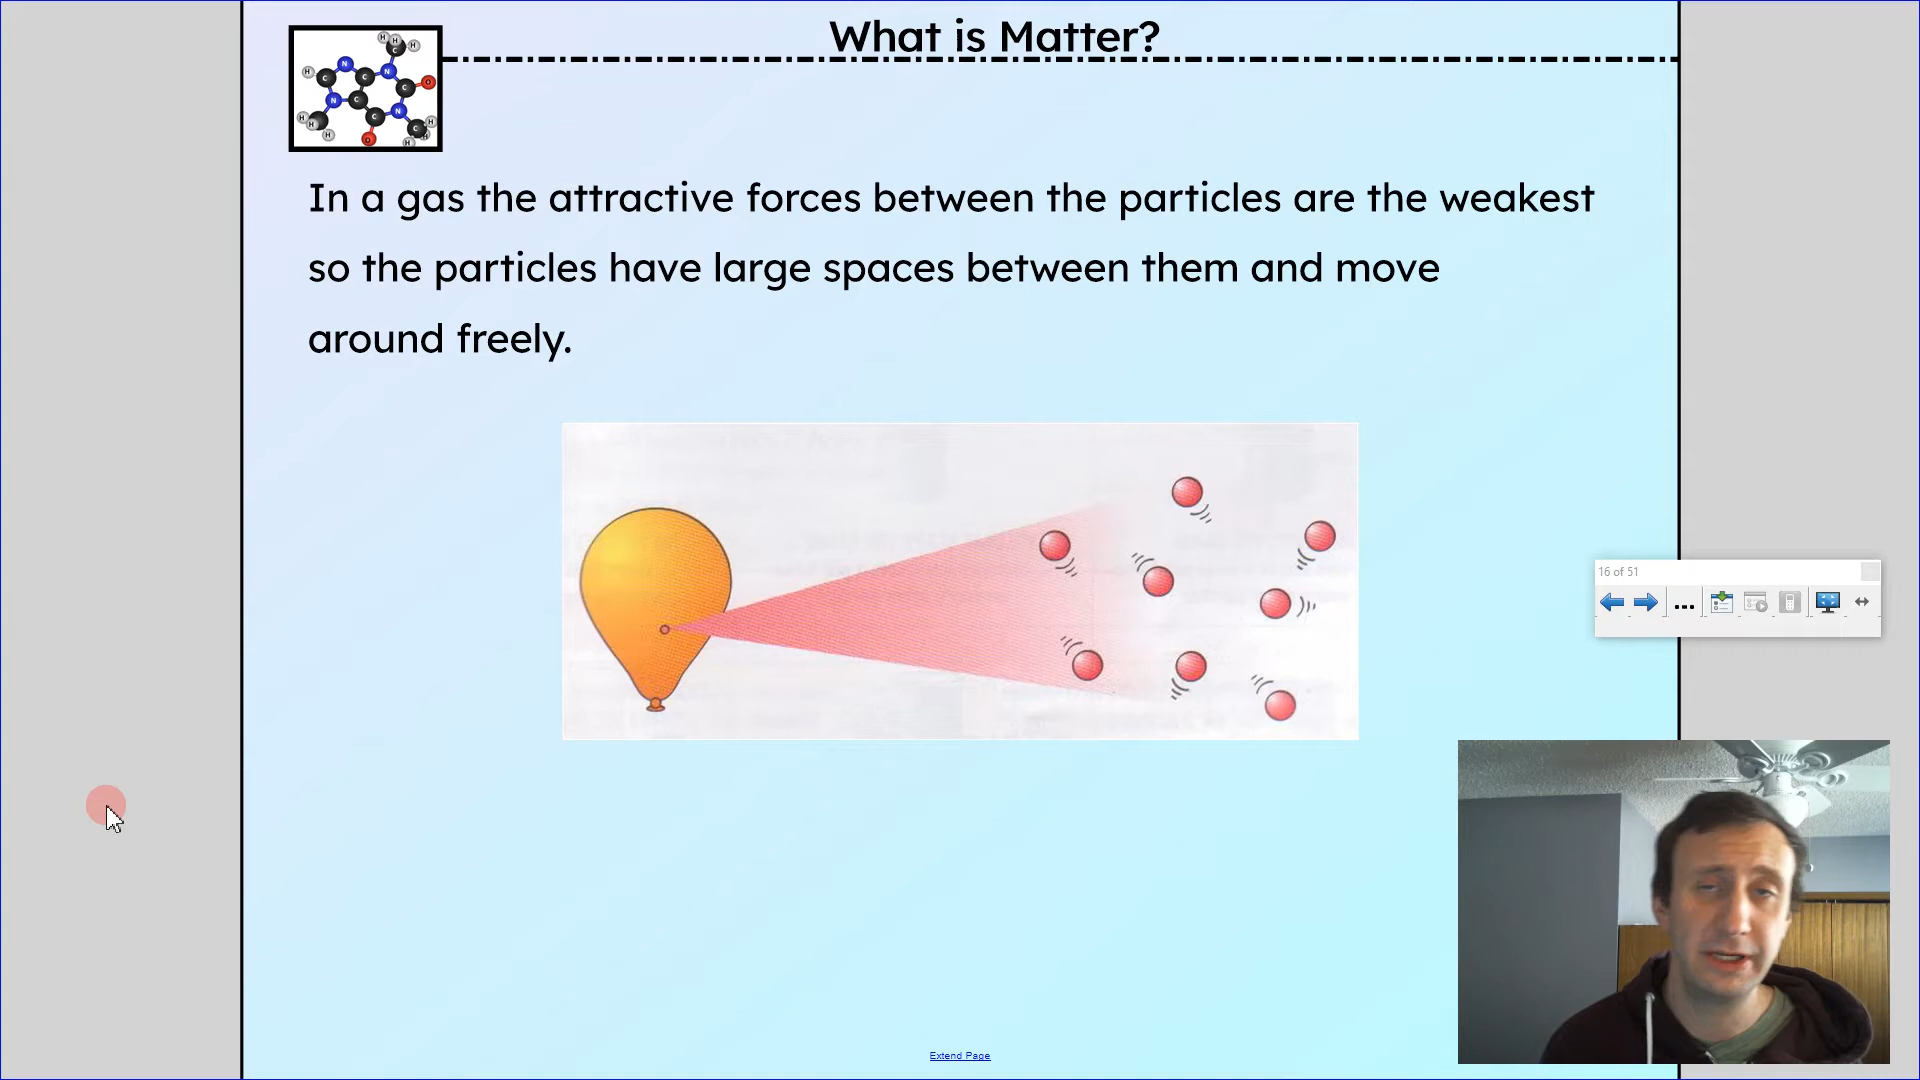 What is Matter?
In a gas the attractive forces between the particles are the weakest
so the particles have large spaces between them and move
around freely.
16 of 51
Extend Page